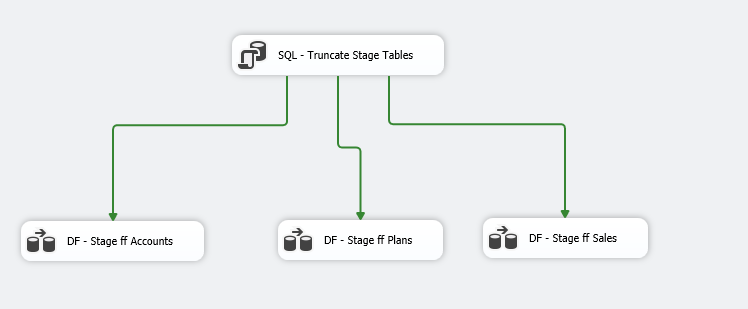 SQL - Truncate Stage Tables
DF - Stage ff Accounts
DF - Stage ff Plans
DF - Stage ff Sales